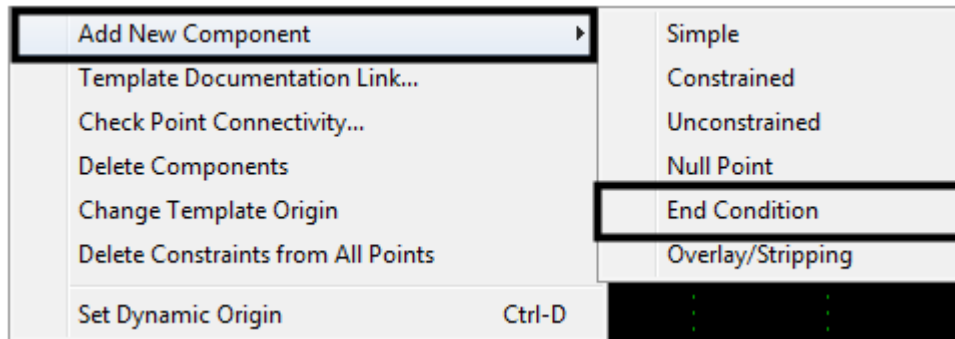 Add New Component
Template Documentation Link...
Check Point Connectivity...
Delete Components
Change Template Origin
Delete Constraints from All Points
Set Dynamic Origin Ctrl-D
Simple
Constrained
Unconstrained
Null Point
End Condition
Overlay/Stripping